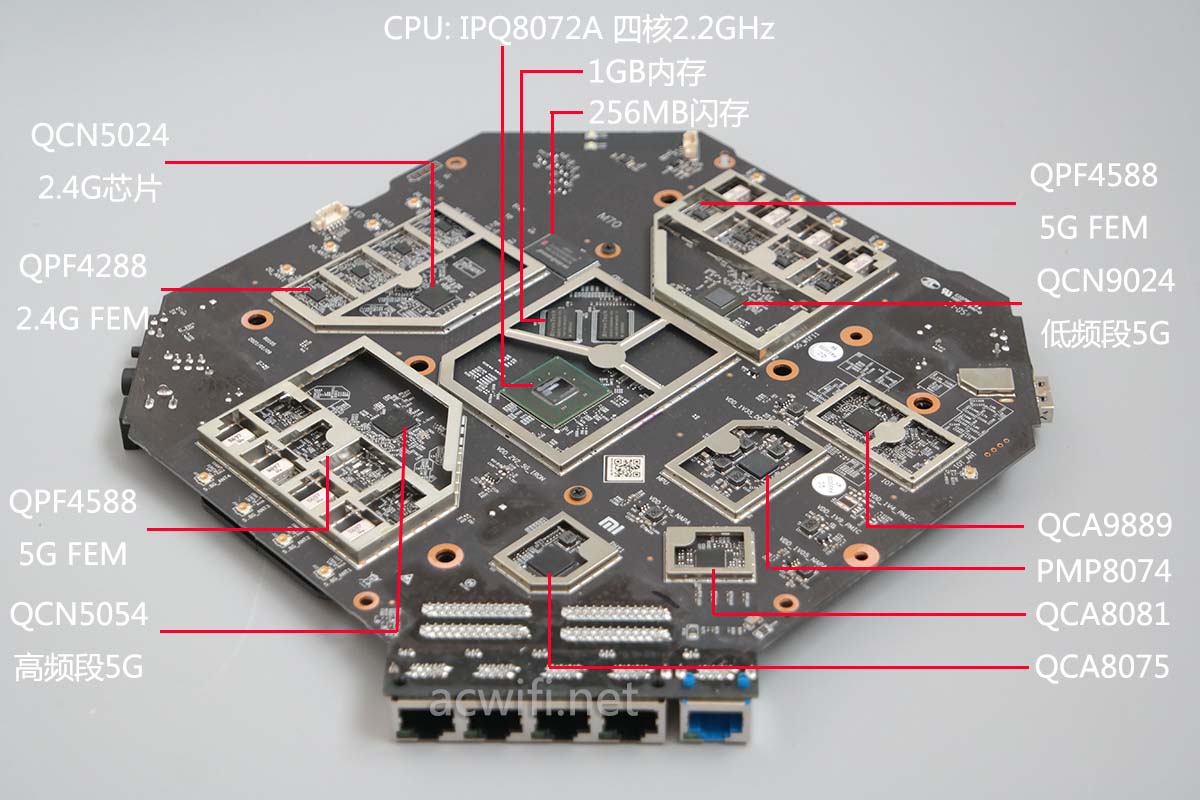 CPU: IPQ8072A 四核2.2GHz
1GB内存
256MB闪存
QCN5024
2.4G芯片
QPF4288
2.4G FEM
QPF4588
5G FEM
QCN5054
高频段5G
QPF4588
5G FEM
QCN9024
低频段5G
QCA9889
PMP8074
QCA8081
QCA8075
M70
acwifi.net